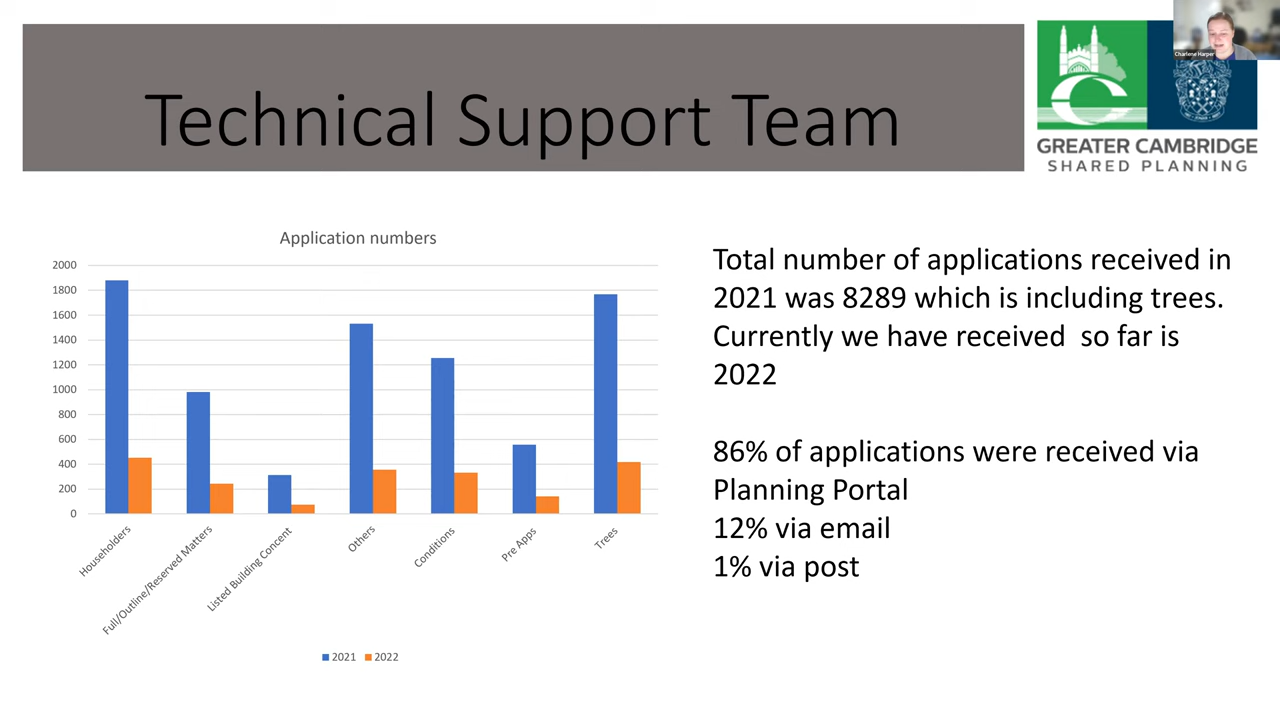 Charlene Harper
Technical Support Team
GREATER CAMBRIDGE
SHARED PLANNING
Application numbers
2000
1800
1600
1400
1200
1000
800
600
400
200
0
Householders
Full/Outline/Reserved Matters
Listed Building Concent
Others
Conditions
Pre Apps
Trees
2021
2022
Total number of applications received in
2021 was 8289 which is including trees.
Currently we have received  so far is
2022
86% of applications were received via
Planning Portal
12% via email
1% via post